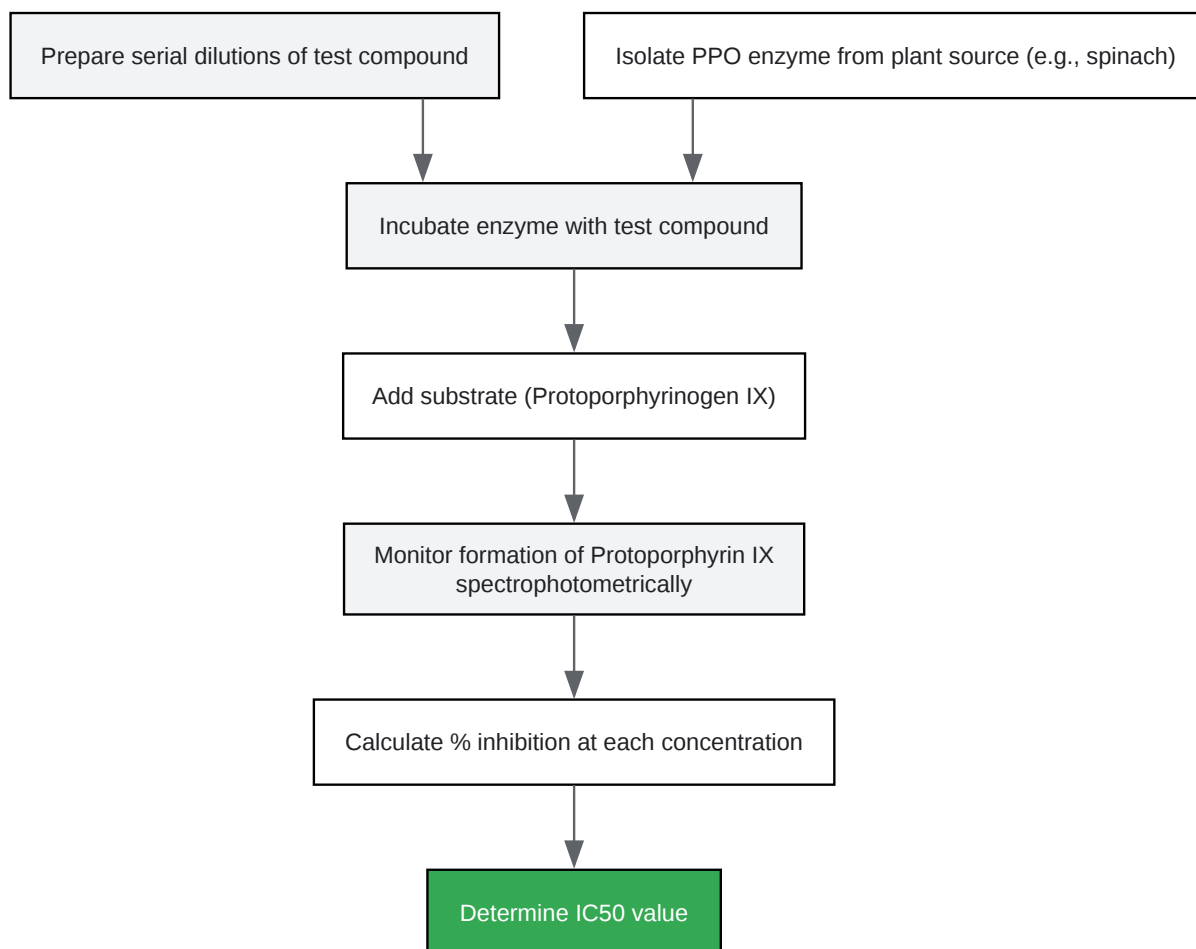 Prepare serial dilutions of test compound
Isolate PPO enzyme from plant source (e.g., spinach)
Incubate enzyme with test compound
Add substrate (Protoporphyrinogen IX)
Monitor formation of Protoporphyrin IX
spectrophotometrically
Calculate % inhibition at each concentration
Determine IC50 value